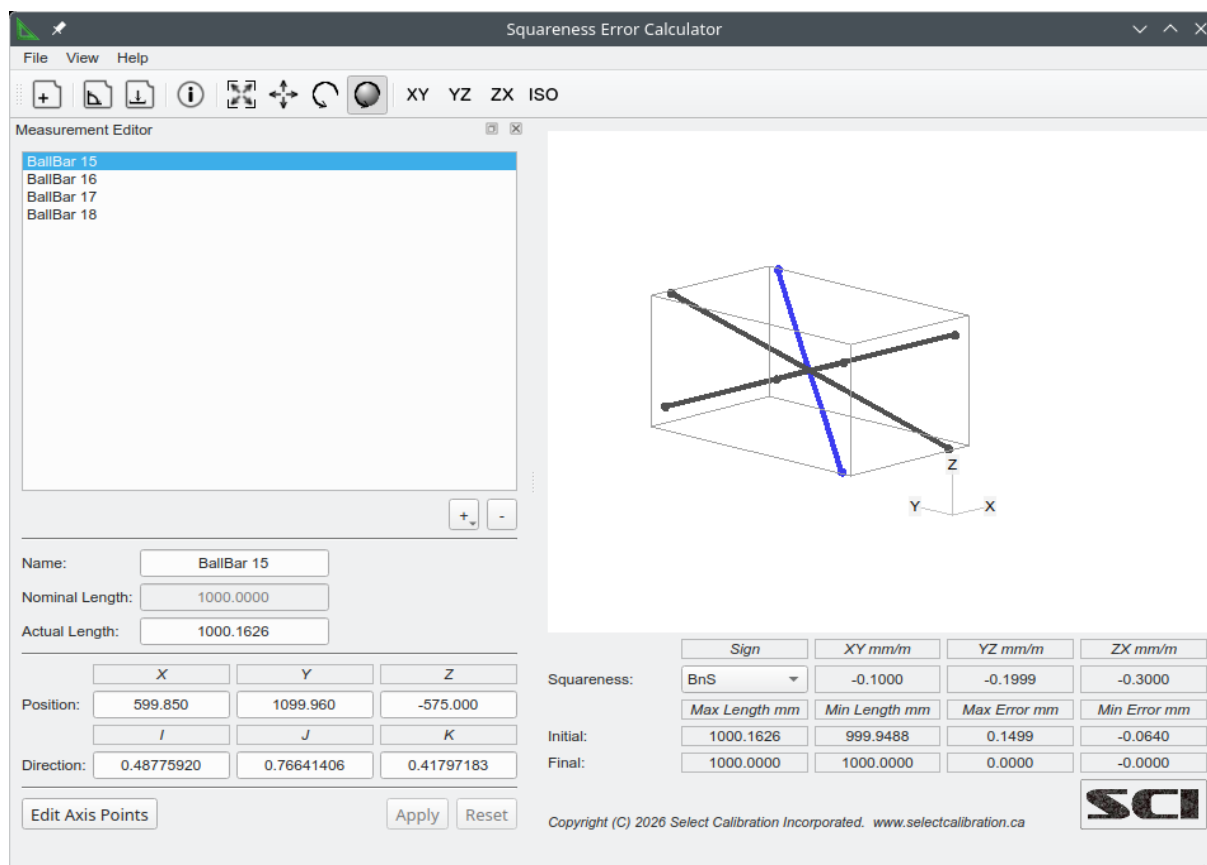 Squareness Error Calculator
File View Help
XY YZ ZX ISO
Measurement Editor
BallBar 15
BallBar 16
BallBar 17
BallBar 18
Z
Y X
+ -
Name: BallBar 15
Nominal Length: 1000.0000
Actual Length: 1000.1626
X Y Z
Position: 599.850 1099.960 -575.000
I J K
Direction: 0.48775920 0.76641406 0.41797183
Edit Axis Points Apply Reset
Sign XY mm/m YZ mm/m ZX mm/m
Squareness: BnS -0.1000 -0.1999 -0.3000
Max Length mm Min Length mm Max Error mm Min Error mm
Initial: 1000.1626 999.9488 0.1499 -0.0640
Final: 1000.0000 1000.0000 0.0000 -0.0000
SCI
Copyright (C) 2026 Select Calibration Incorporated. www.selectcalibration.ca